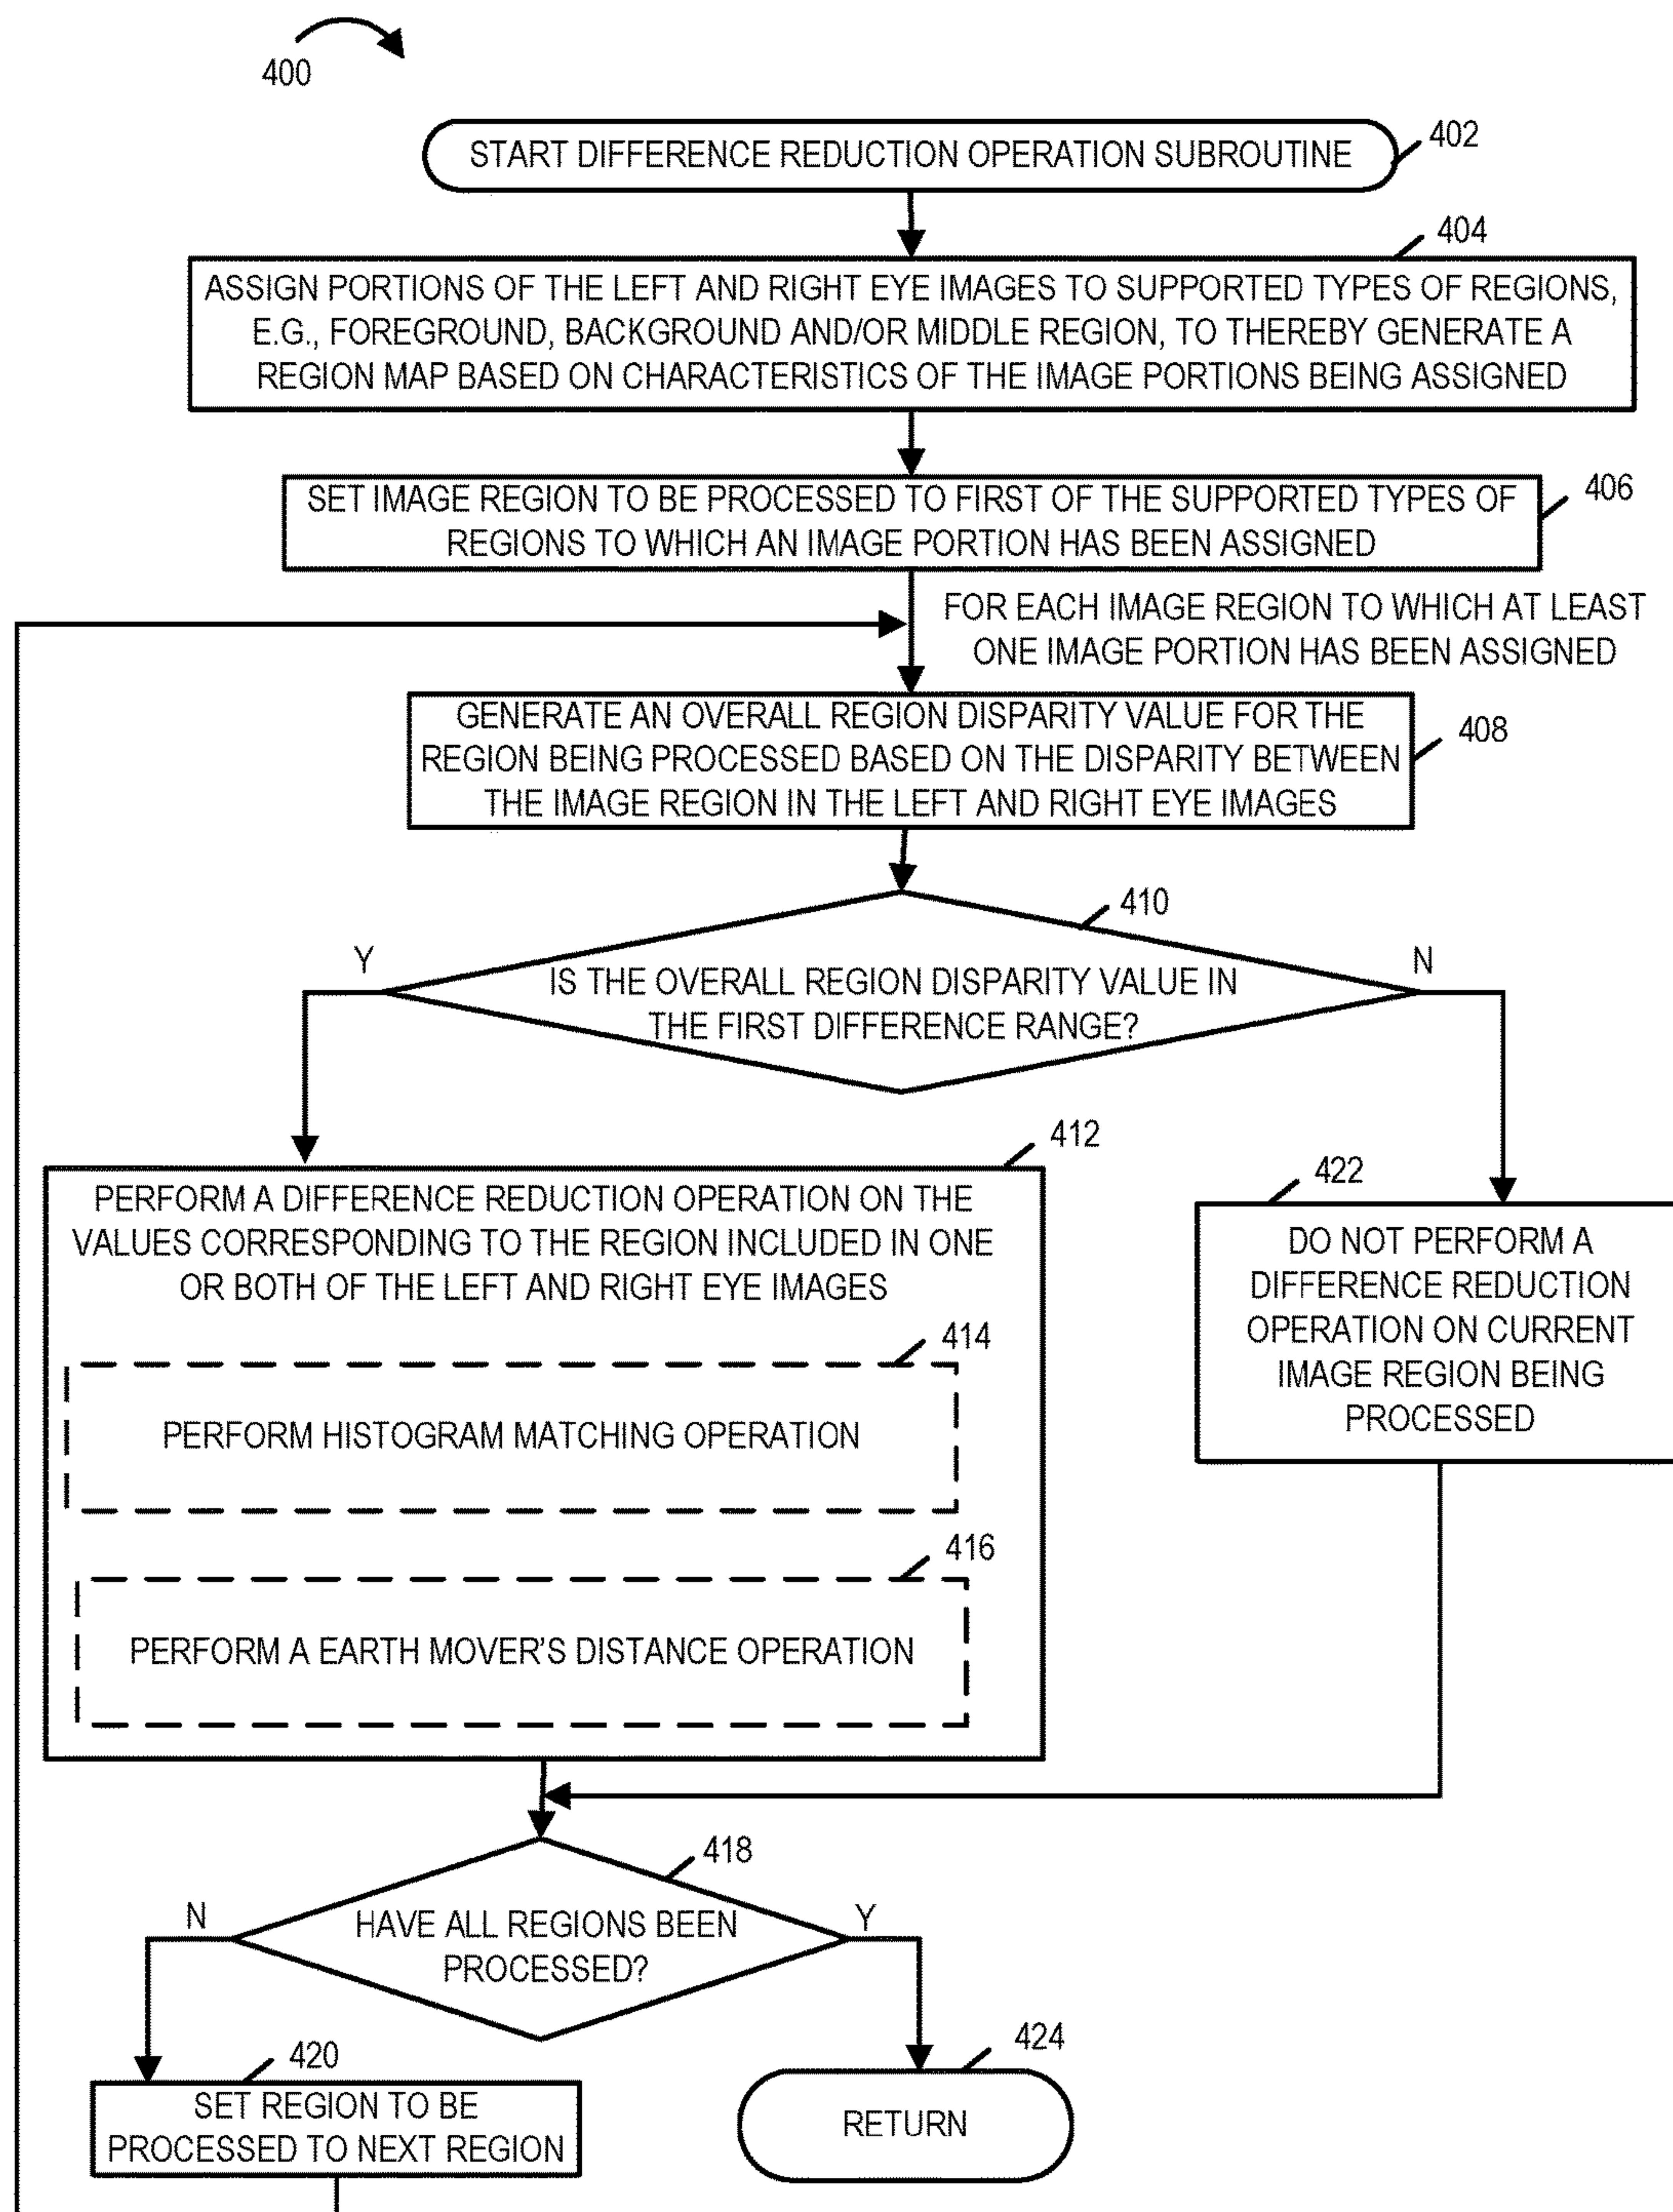 400
START DIFFERENCE REDUCTION OPERATION SUBROUTINE
402
404
ASSIGN PORTIONS OF THE LEFT AND RIGHT EYE IMAGES TO SUPPORTED TYPES OF REGIONS,
E.G., FOREGROUND, BACKGROUND AND/OR MIDDLE REGION, TO THEREBY GENERATE A
REGION MAP BASED ON CHARACTERISTICS OF THE IMAGE PORTIONS BEING ASSIGNED
SET IMAGE REGION TO BE PROCESSED TO FIRST OF THE SUPPORTED TYPES OF
REGIONS TO WHICH AN IMAGE PORTION HAS BEEN ASSIGNED
406
FOR EACH IMAGE REGION TO WHICH AT LEAST
ONE IMAGE PORTION HAS BEEN ASSIGNED
GENERATE AN OVERALL REGION DISPARITY VALUE FOR THE
REGION BEING PROCESSED BASED ON THE DISPARITY BETWEEN
THE IMAGE REGION IN THE LEFT AND RIGHT EYE IMAGES
408
410
Y
N
IS THE OVERALL REGION DISPARITY VALUE IN
THE FIRST DIFFERENCE RANGE?
412
PERFORM A DIFFERENCE REDUCTION OPERATION ON THE
VALUES CORRESPONDING TO THE REGION INCLUDED IN ONE
OR BOTH OF THE LEFT AND RIGHT EYE IMAGES
414
PERFORM HISTOGRAM MATCHING OPERATION
416
PERFORM A EARTH MOVER'S DISTANCE OPERATION
422
DO NOT PERFORM A
DIFFERENCE REDUCTION
OPERATION ON CURRENT
IMAGE REGION BEING
PROCESSED
418
N
Y
HAVE ALL REGIONS BEEN
PROCESSED?
420
SET REGION TO BE
PROCESSED TO NEXT REGION
424
RETURN